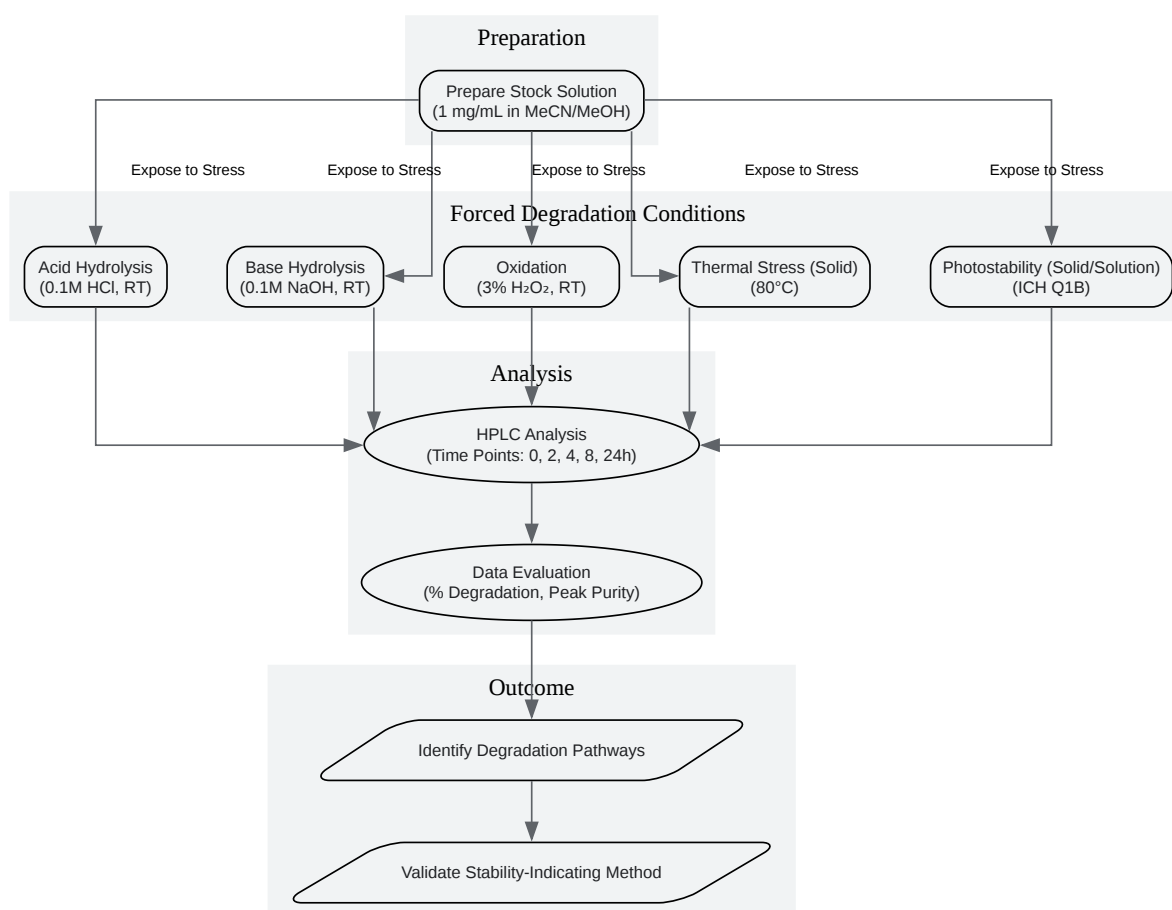 Preparation
Prepare Stock Solution
(1 mg/mL in MeCN/MeOH)
Expose to Stress
Expose to Stress
Expose to Stress
Expose to Stress
Expose to Stress
Forced Degradation Conditions
Acid Hydrolysis
(0.1M HCl, RT)
Base Hydrolysis
(0.1M NaOH, RT)
Oxidation
(3% H₂O₂, RT)
Thermal Stress (Solid)
(80°C)
Photostability (Solid/Solution)
(ICH Q1B)
Analysis
HPLC Analysis
(Time Points: 0, 2, 4, 8, 24h)
Data Evaluation
(% Degradation, Peak Purity)
Outcome
Identify Degradation Pathways
Validate Stability-Indicating Method